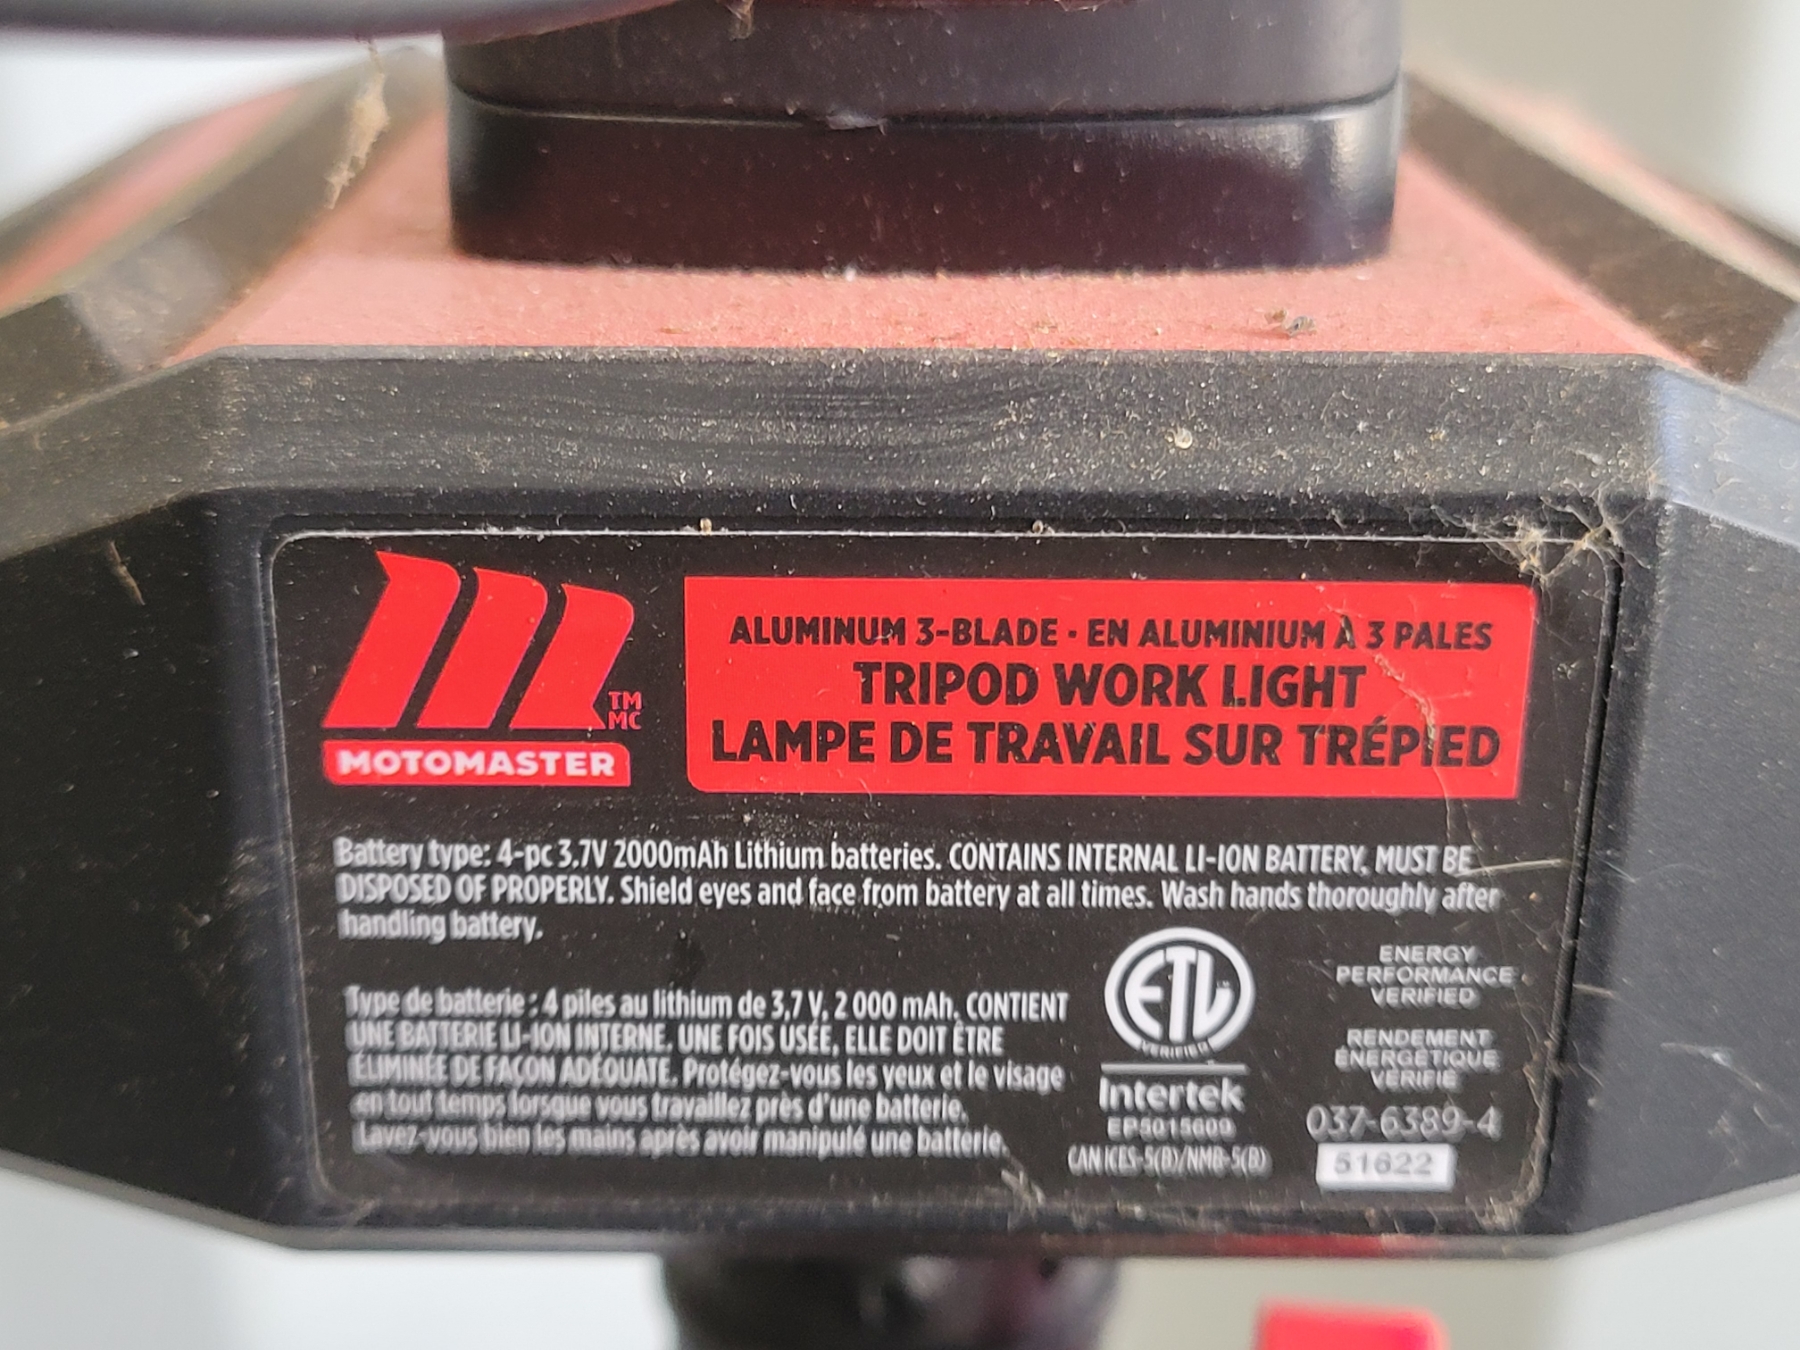 ALUMINUM 3-BLADE • EN ALUMINIUM À 3 PALES
TRIPOD WORK LIGHT
LAMPE DE TRAVAIL SUR TRÉPIED
TM
MC
MOTOMASTER
Battery type: 4-pc 3.7V 2000mAh Lithium batteries. CONTAINS INTERNAL LI-ION BATTERY, MUST BE
DISPOSED OF PROPERLY. Shield eyes and face from battery at all times. Wash hands thoroughly after
handling battery.
Type de batterie : 4 piles au lithium de 3,7 V, 2 000 mAh. CONTIENT
UNE BATTERIE LI-ION INTERNE. UNE FOIS USÉE, ELLE DOIT ÊTRE
ÉLIMINÉE DE FAÇON ADÉQUATE. Protégez-vous les yeux et le visage
en tout temps lorsque vous travaillez près d'une batterie.
Lavez-vous bien les mains après avoir manipulé une batterie.
ETL
VERIFIED
Intertek
EPS015609
CAN ICES-5(B)/NMB-5(B)
ENERGY
PERFORMANCE
VERIFIED
RENDEMENT
ÉNERGÉTIQUE
VÉRIFIÉ
037-6389-4
51622